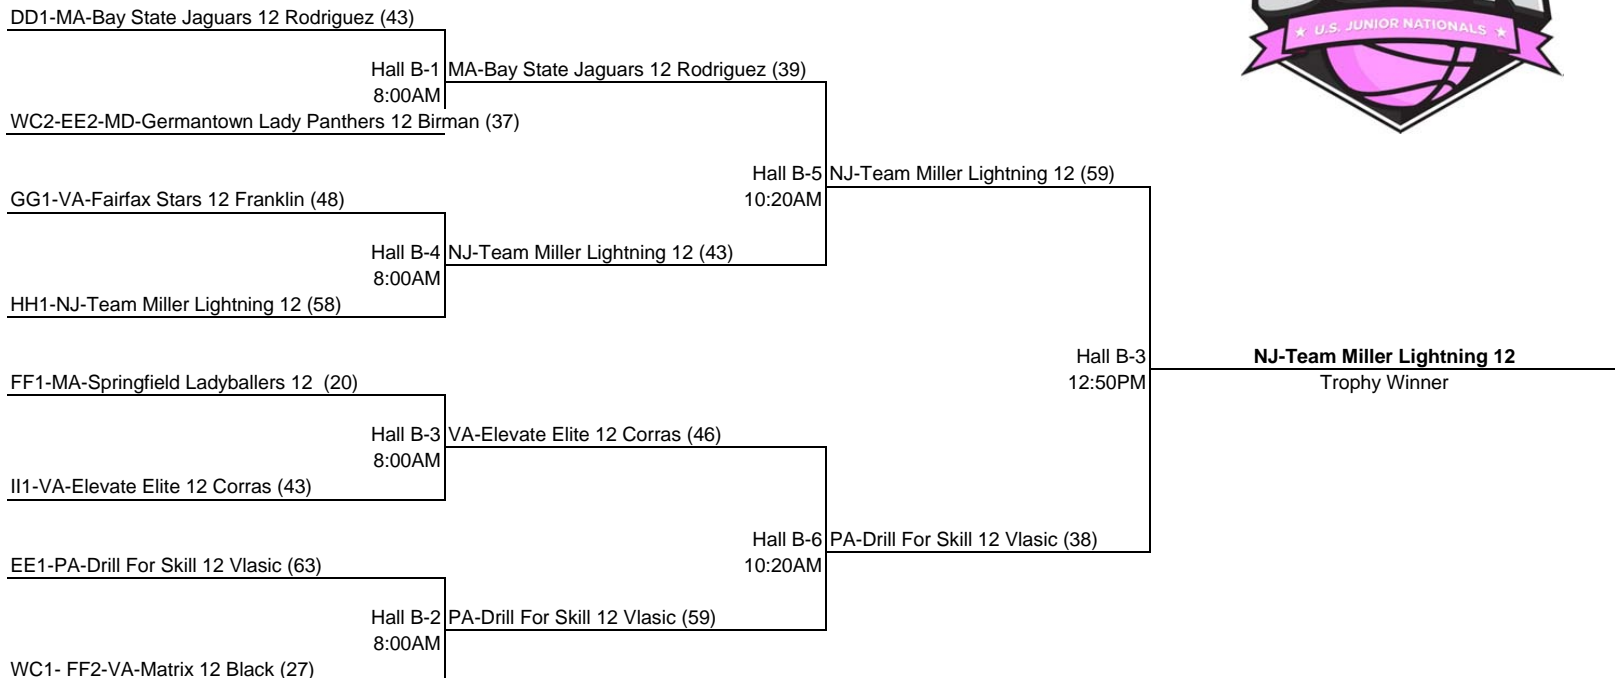 DD1-MA-Bay State Jaguars 12 Rodriguez (43)
★ U.S. JUNIOR NATIONALS ★
Hall B-1 MA-Bay State Jaguars 12 Rodriguez (39)
8:00AM
WC2-EE2-MD-Germantown Lady Panthers 12 Birman (37)
Hall B-5 NJ-Team Miller Lightning 12 (59)
10:20AM
GG1-VA-Fairfax Stars 12 Franklin (48)
Hall B-4 NJ-Team Miller Lightning 12 (43)
8:00AM
HH1-NJ-Team Miller Lightning 12 (58)
Hall B-3 NJ-Team Miller Lightning 12
12:50PM Trophy Winner
FF1-MA-Springfield Ladyballers 12  (20)
Hall B-3 VA-Elevate Elite 12 Corras (46)
8:00AM
II1-VA-Elevate Elite 12 Corras (43)
Hall B-6 PA-Drill For Skill 12 Vlasic (38)
10:20AM
EE1-PA-Drill For Skill 12 Vlasic (63)
Hall B-2 PA-Drill For Skill 12 Vlasic (59)
8:00AM
WC1- FF2-VA-Matrix 12 Black (27)